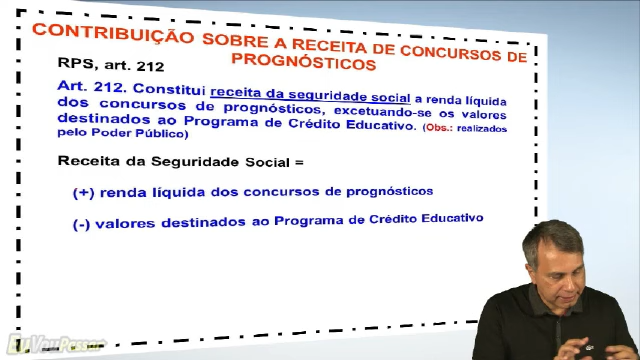 CONTRIBUIÇÃO SOBRE A RECEITA DE CONCURSOS DE
PROGNÓSTICOS
RPS, art. 212
Art. 212. Constitui receita da seguridade social a renda líquida
dos concursos de prognósticos, excetuando-se os valores
destinados ao Programa de Crédito Educativo. (Obs.: realizados
pelo Poder Público)
Receita da Seguridade Social =
(+) renda líquida dos concursos de prognósticos
(-) valores destinados ao Programa de Crédito Educativo
EuVouPassar